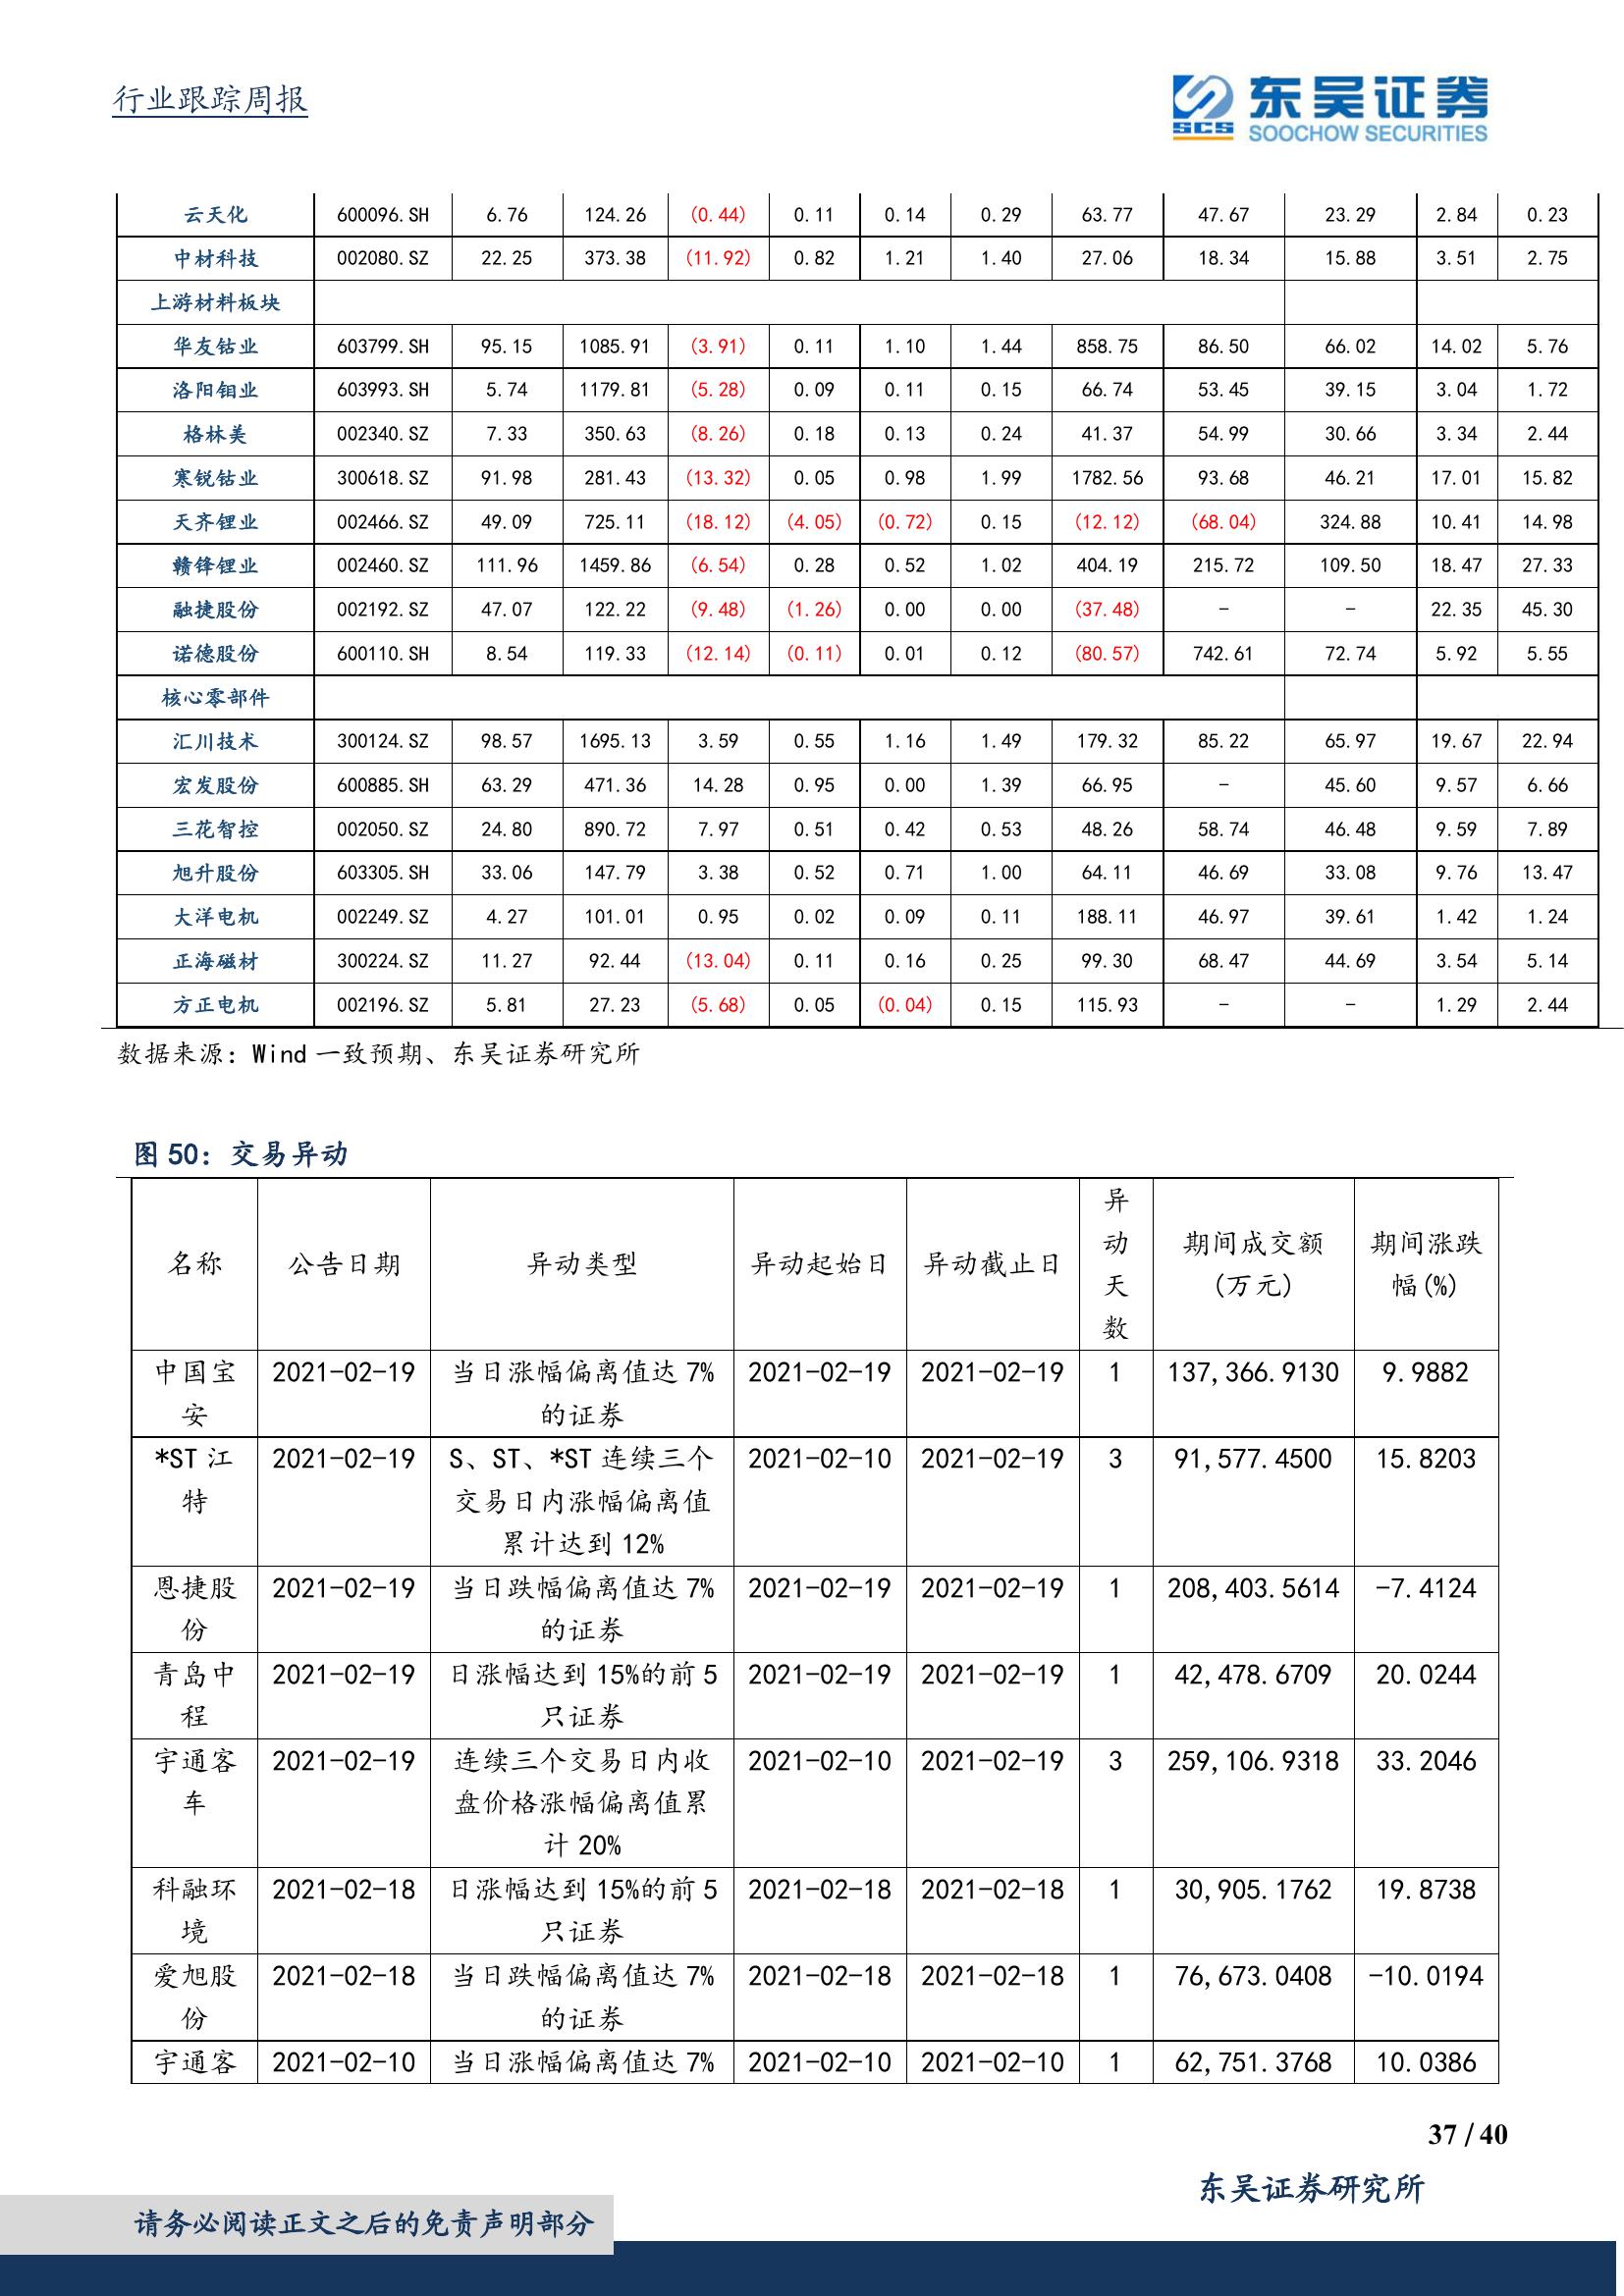 行业跟踪周报
SCS 东吴证券
SOOCHOW SECURITIES
云天化 600096.SH 6.76 124.26 (0.44) 0.11 0.14 0.29 63.77 47.67 23.29 2.84 0.23
中材科技 002080.SZ 22.25 373.38 (11.92) 0.82 1.21 1.40 27.06 18.34 15.88 3.51 2.75
上游材料板块
华友钴业 603799.SH 95.15 1085.91 (3.91) 0.11 1.10 1.44 858.75 86.50 66.02 14.02 5.76
洛阳钼业 603993.SH 5.74 1179.81 (5.28) 0.09 0.11 0.15 66.74 53.45 39.15 3.04 1.72
格林美 002340.SZ 7.33 350.63 (8.26) 0.18 0.13 0.24 41.37 54.99 30.66 3.34 2.44
寒锐钴业 300618.SZ 91.98 281.43 (13.32) 0.05 0.98 1.99 1782.56 93.68 46.21 17.01 15.82
天齐锂业 002466.SZ 49.09 725.11 (18.12) (4.05) (0.72) 0.15 (12.12) (68.04) 324.88 10.41 14.98
赣锋锂业 002460.SZ 111.96 1459.86 (6.54) 0.28 0.52 1.02 404.19 215.72 109.50 18.47 27.33
融捷股份 002192.SZ 47.07 122.22 (9.48) (1.26) 0.00 0.00 (37.48) - - 22.35 45.30
诺德股份 600110.SH 8.54 119.33 (12.14) (0.11) 0.01 0.12 (80.57) 742.61 72.74 5.92 5.55
核心零部件
汇川技术 300124.SZ 98.57 1695.13 3.59 0.55 1.16 1.49 179.32 85.22 65.97 19.67 22.94
宏发股份 600885.SH 63.29 471.36 14.28 0.95 0.00 1.39 66.95 - 45.60 9.57 6.66
三花智控 002050.SZ 24.80 890.72 7.97 0.51 0.42 0.53 48.26 58.74 46.48 9.59 7.89
旭升股份 603305.SH 33.06 147.79 3.38 0.52 0.71 1.00 64.11 46.69 33.08 9.76 13.47
大洋电机 002249.SZ 4.27 101.01 0.95 0.02 0.09 0.11 188.11 46.97 39.61 1.42 1.24
正海磁材 300224.SZ 11.27 92.44 (13.04) 0.11 0.16 0.25 99.30 68.47 44.69 3.54 5.14
方正电机 002196.SZ 5.81 27.23 (5.68) 0.05 (0.04) 0.15 115.93 - - 1.29 2.44
数据来源：Wind 一致预期、东吴证券研究所
图 50：交易异动
名称 公告日期 异动类型 异动起始日 异动截止日 异动天数 期间成交额(万元) 期间涨跌幅(%)
中国宝 2021-02-19 当日涨幅偏离值达 7% 2021-02-19 2021-02-19 1 137,366.9130 9.9882
安 的证券
*ST 江 2021-02-19 S、ST、*ST 连续三个 2021-02-10 2021-02-19 3 91,577.4500 15.8203
特 交易日内涨幅偏离值
累计达到 12%
恩捷股 2021-02-19 当日跌幅偏离值达 7% 2021-02-19 2021-02-19 1 208,403.5614 -7.4124
份 的证券
青岛中 2021-02-19 日涨幅达到 15%的前 5 2021-02-19 2021-02-19 1 42,478.6709 20.0244
程 只证券
宇通客 2021-02-19 连续三个交易日内收 2021-02-10 2021-02-19 3 259,106.9318 33.2046
车 盘价格涨幅偏离值累
计 20%
科融环 2021-02-18 日涨幅达到 15%的前 5 2021-02-18 2021-02-18 1 30,905.1762 19.8738
境 只证券
爱旭股 2021-02-18 当日跌幅偏离值达 7% 2021-02-18 2021-02-18 1 76,673.0408 -10.0194
份 的证券
宇通客 2021-02-10 当日涨幅偏离值达 7% 2021-02-10 2021-02-10 1 62,751.3768 10.0386
37 / 40
东吴证券研究所
请务必阅读正文之后的免责声明部分